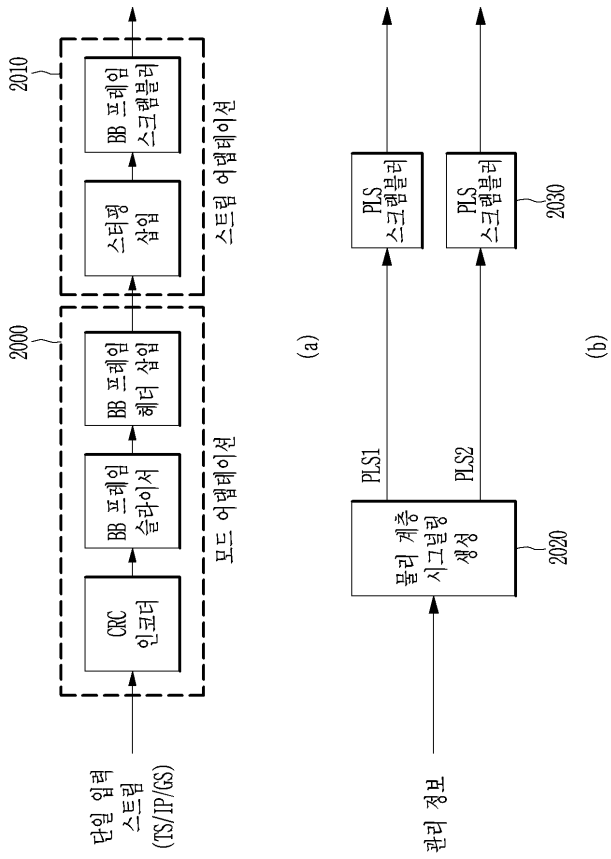 단일 입력
스트림
(TS/IP/GS)
2000
CRC
인코더
BB 프레임
슬라이서
BB 프레임
헤더 삽입
모드 어댑테이션
2010
스터핑
삽입
BB 프레임
스크램블러
스트림 어댑테이션
(a)
관리 정보
물리 계층
시그널링
생성
2020
PLS1
PLS2
PLS
스크램블러
PLS
스크램블러
2030
(b)